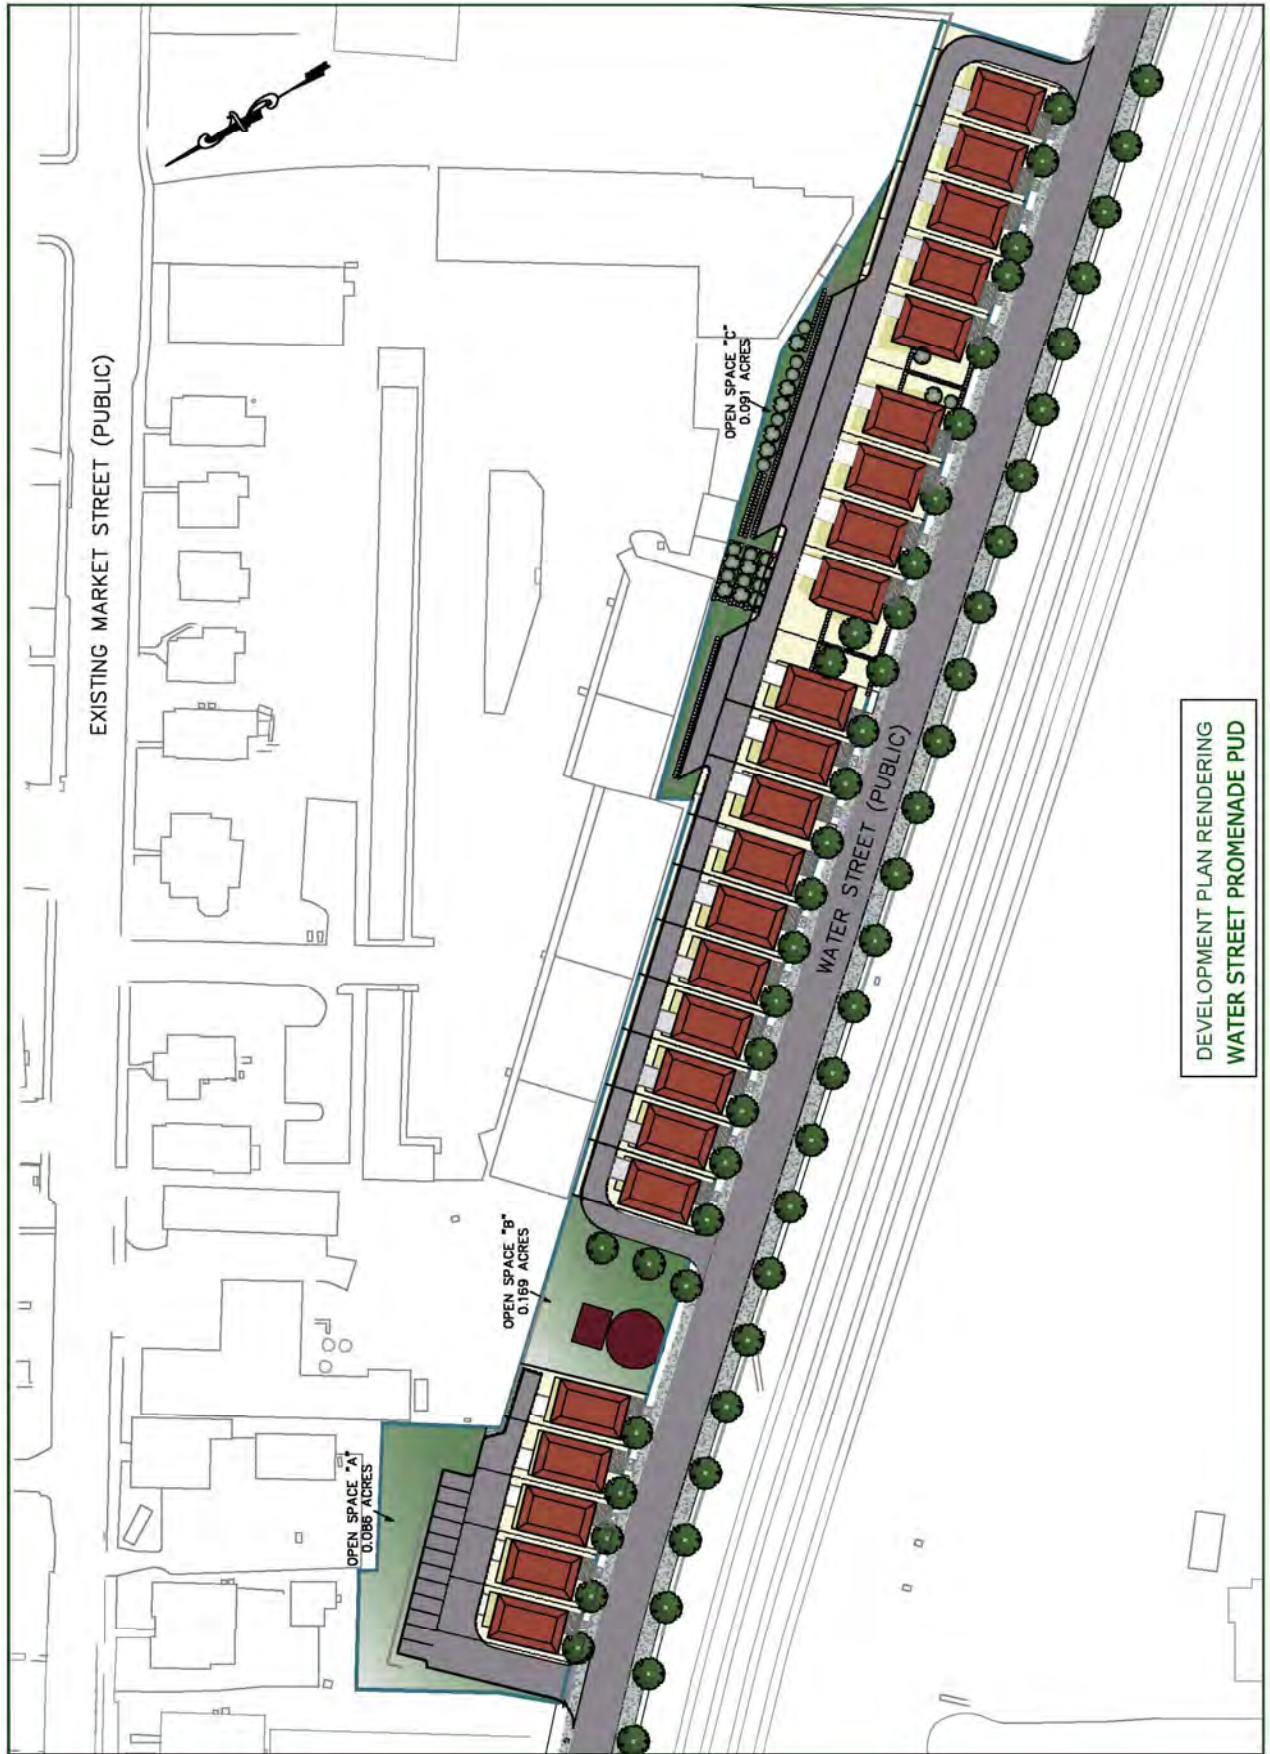 EXISTING MARKET STREET (PUBLIC)
OPEN SPACE "A"
0.086 ACRES
OPEN SPACE "B"
0.169 ACRES
OPEN SPACE "C"
0.091 ACRES
WATER STREET (PUBLIC)
DEVELOPMENT PLAN RENDERING
WATER STREET PROMENADE PUD